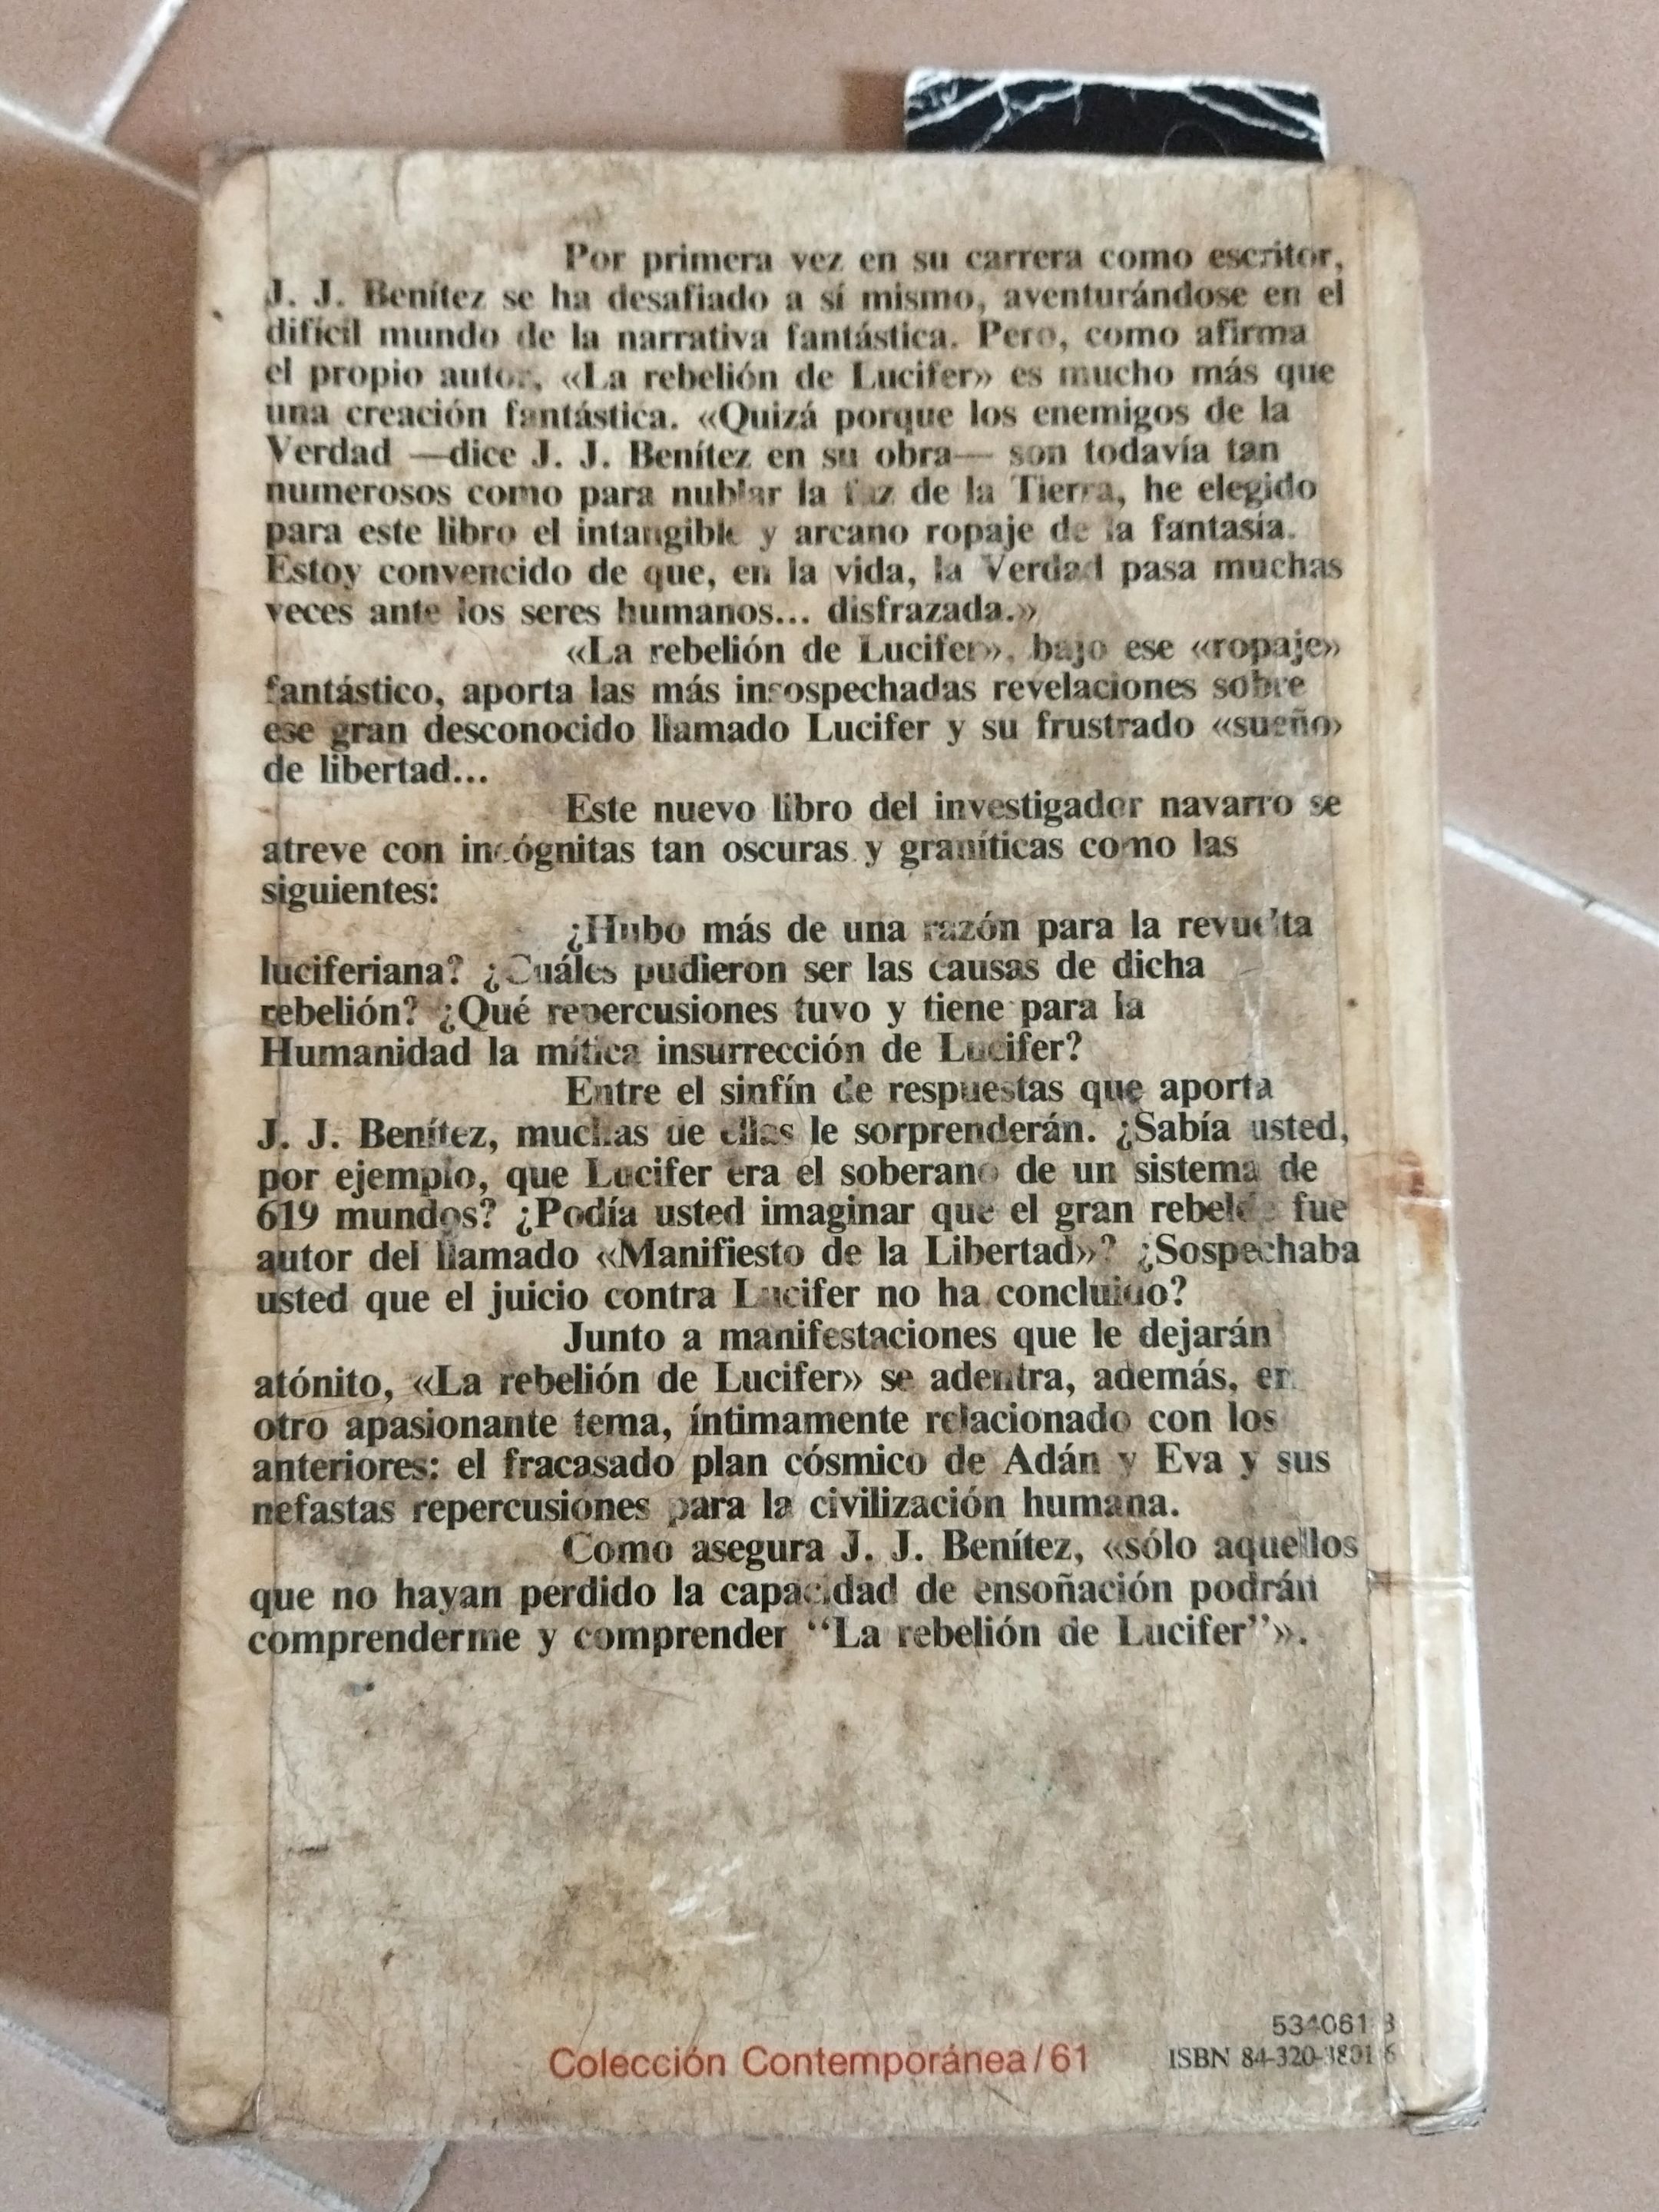 Por primera vez en su carrera como escritor,
J. J. Benítez se ha desafiado a sí mismo, aventurándose en el
difícil mundo de la narrativa fantástica. Pero, como afirma
el propio autor, «La rebelión de Lucifer» es mucho más que
una creación fantástica. «Quizá porque los enemigos de la
Verdad —dice J. J. Benítez en su obra— son todavía tan
numerosos como para nublar la faz de la Tierra, he elegido
para este libro el intangible y arcano ropaje de la fantasía.
Estoy convencido de que, en la vida, la Verdad pasa muchas
veces ante los seres humanos... disfrazada.»
«La rebelión de Lucifer», bajo ese «ropaje»
fantástico, aporta las más insospechadas revelaciones sobre
ese gran desconocido llamado Lucifer y su frustrado «sueño»
de libertad...
Este nuevo libro del investigador navarro se
atreve con incógnitas tan oscuras y graníticas como las
siguientes:
¿Hubo más de una razón para la revuelta
luciferiana? ¿Cuáles pudieron ser las causas de dicha
rebelión? ¿Qué repercusiones tuvo y tiene para la
Humanidad la mítica insurrección de Lucifer?
Entre el sinfín de respuestas que aporta
J. J. Benítez, muchas de ellas le sorprenderán. ¿Sabía usted,
por ejemplo, que Lucifer era el soberano de un sistema de
619 mundos? ¿Podía usted imaginar que el gran rebelde fue
autor del llamado «Manifiesto de la Libertad»? ¿Sospechaba
usted que el juicio contra Lucifer no ha concluido?
Junto a manifestaciones que le dejarán
atónito, «La rebelión de Lucifer» se adentra, además, en
otro apasionante tema, íntimamente relacionado con los
anteriores: el fracasado plan cósmico de Adán y Eva y sus
nefastas repercusiones para la civilización humana.
Como asegura J. J. Benítez, «sólo aquellos
que no hayan perdido la capacidad de ensoñación podrán
comprenderme y comprender “La rebelión de Lucifer”».
Colección Contemporánea/61
ISBN